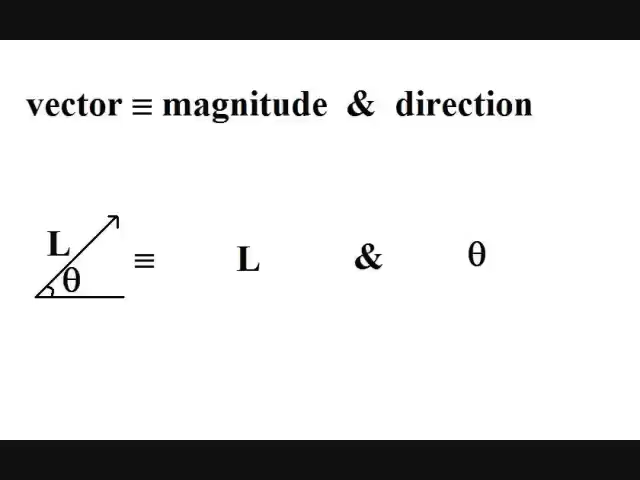 vector ≡ magnitude & direction
L
θ ≡ L & θ